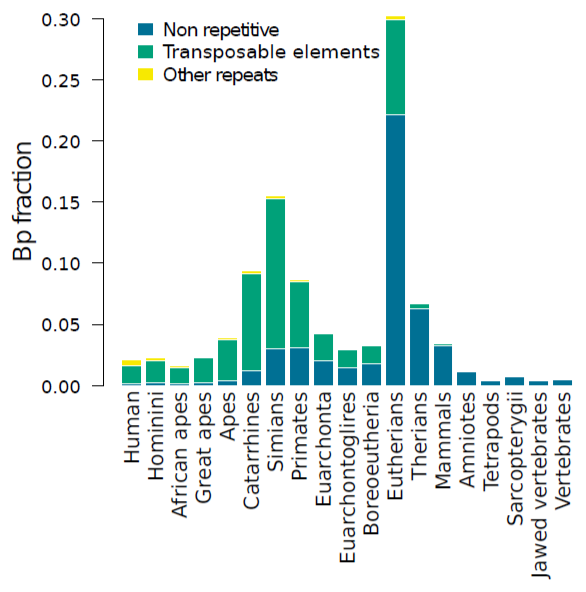 0.30
0.25
0.20
0.15
0.10
0.05
0.00
Bp fraction
Non repetitive
Transposable elements
Other repeats
Human
Hominini
African apes
Great apes
Apes
Catarrhines
Simians
Primates
Euarchonta
Euarchontoglires
Boreoeutheria
Eutherians
Therians
Mammals
Amniotes
Tetrapods
Sarcopterygii
Jawed vertebrates
Vertebrates